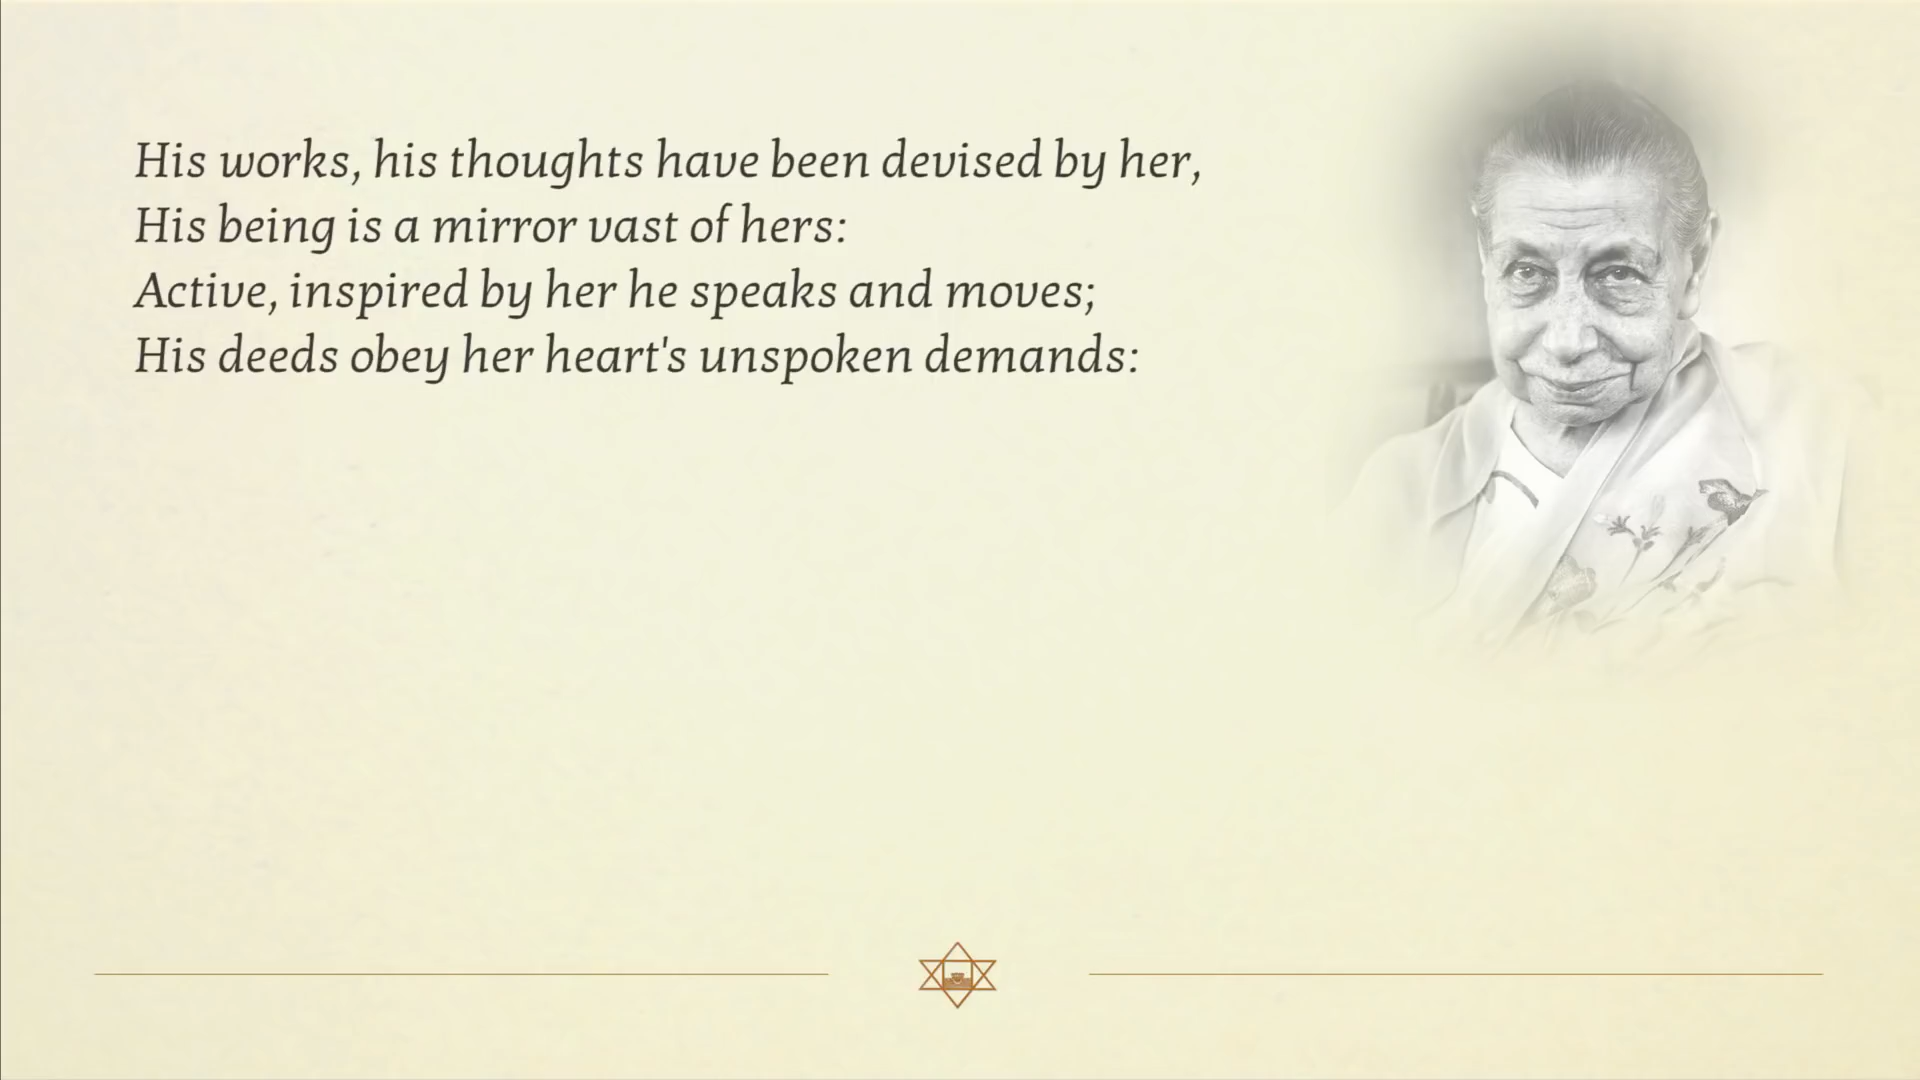 His works, his thoughts have been devised by her,
His being is a mirror vast of hers:
Active, inspired by her he speaks and moves;
His deeds obey her heart's unspoken demands: